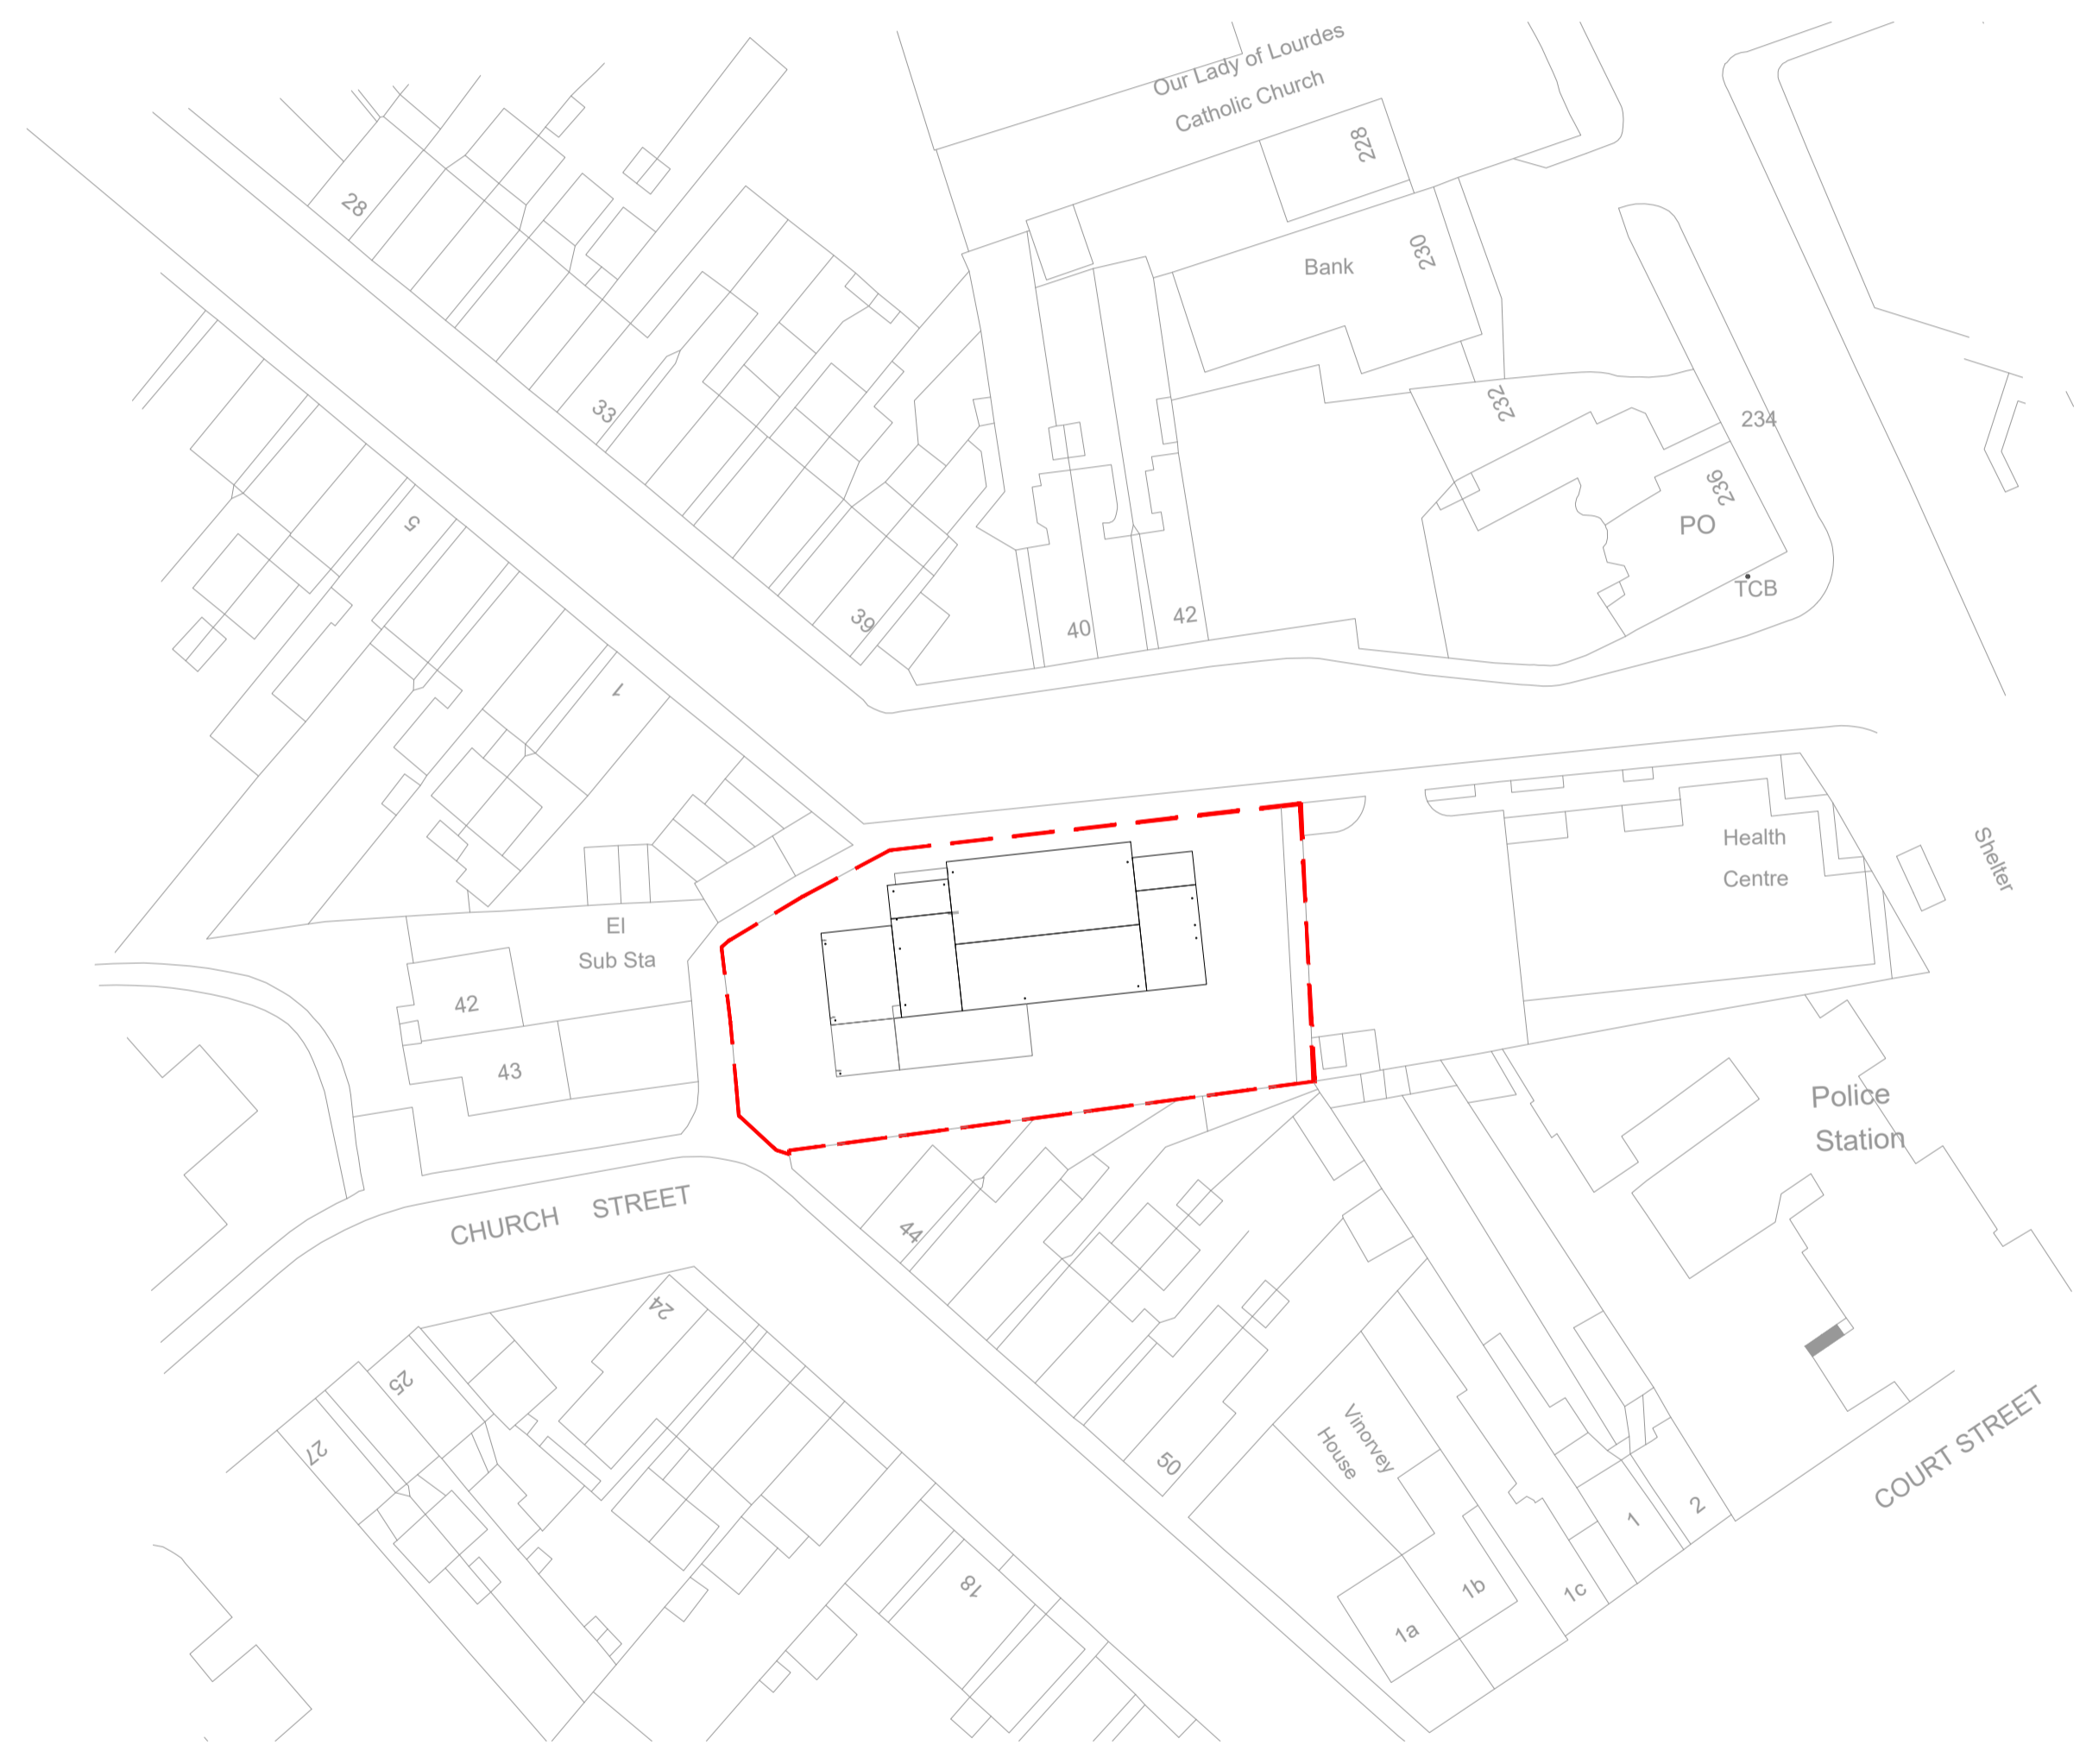 Our Lady of Lourdes
Catholic Church
228
28
230
Bank
33
232
234
5
236
PO
TCB
39
40
42
1
Health
Centre
Shelter
El
Sub Sta
42
43
Police
Station
CHURCH STREET
44
24
25
27
50
Vinorvey
House
COURT STREET
1
2
18
1a
1b
1c